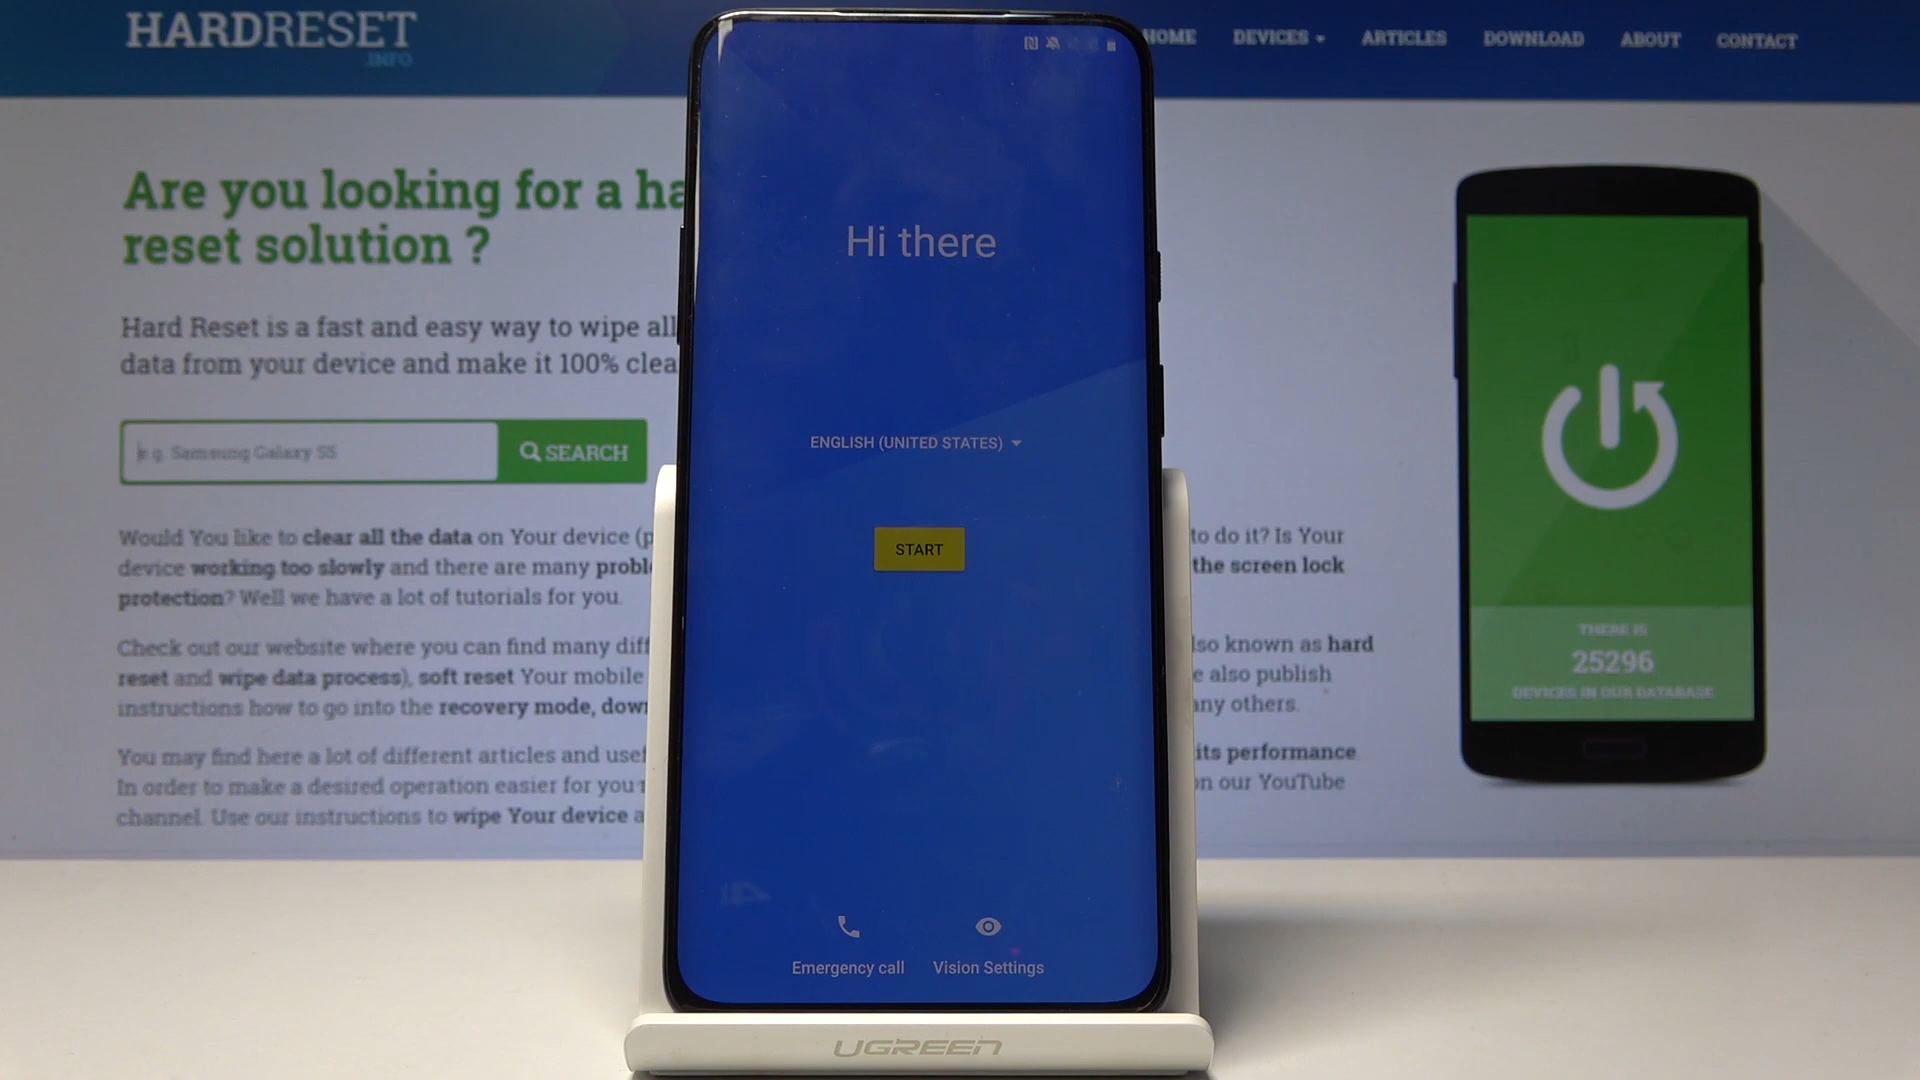 HARDRESET
.INFO
HOME DEVICES ARTICLES DOWNLOAD ABOUT CONTACT
Are you looking for a ha
reset solution ?
Hard Reset is a fast and easy way to wipe all
data from your device and make it 100% clea
e.g. Samsung Galaxy S5
SEARCH
Would You like to clear all the data on Your device (p
device working too slowly and there are many probl
protection? Well we have a lot of tutorials for you.
Check out our website where you can find many diff
reset and wipe data process), soft reset Your mobile
instructions how to go into the recovery mode, dow
You may find here a lot of different articles and usef
In order to make a desired operation easier for you
channel. Use our instructions to wipe Your device a
Hi there
ENGLISH (UNITED STATES)
START
Emergency call
Vision Settings
to do it? Is Your
the screen lock
lso known as hard
e also publish
any others.
its performance
on our YouTube
THERE IS
25296
DEVICES IN OUR DATABASE
UGREEN